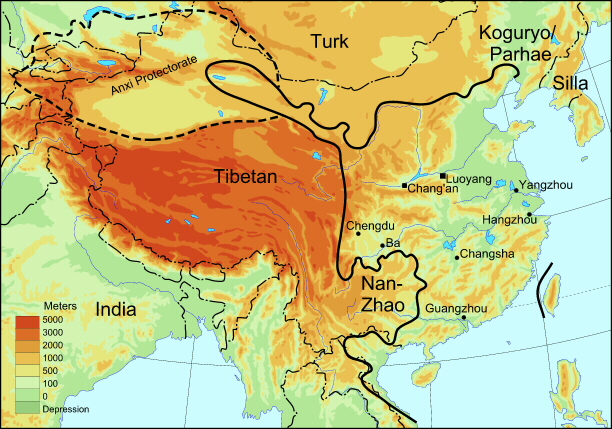 Turk
Koguryo/
Parhae
Silla
Anxi Protectorate
Tibetan
Luoyang
Chang'an
Yangzhou
Hangzhou
Chengdu
Ba
Changsha
Nan-
Zhao
India
Guangzhou
Meters
5000
3000
2000
1000
500
100
0
Depression